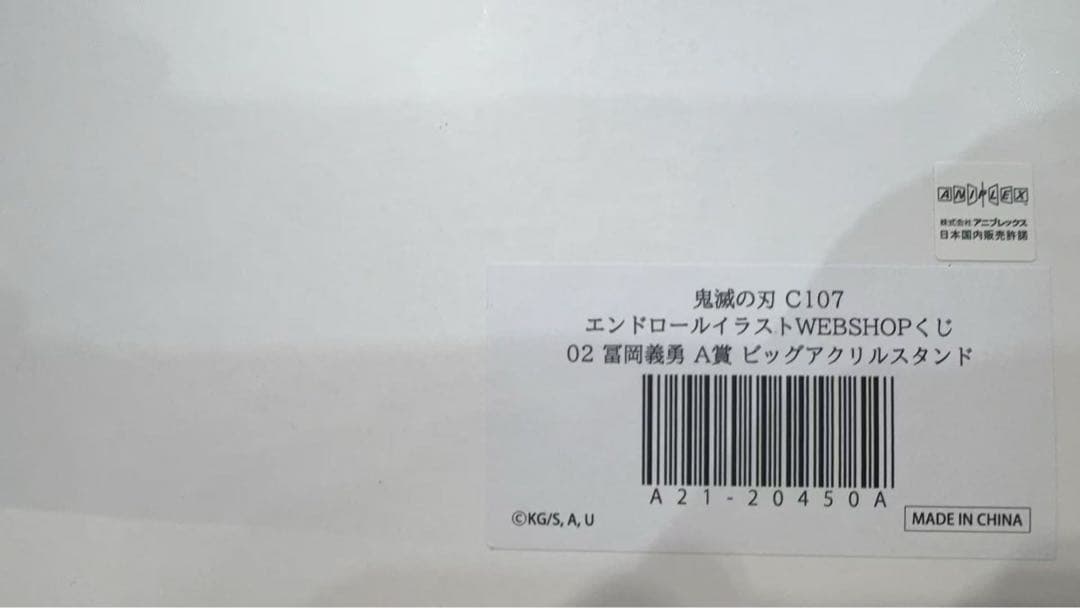 ANIPLEX
株式会社アニプレックス
日本国内販売許諾
鬼滅の刃 C107
エンドロールイラストWEBSHOPくじ
02 冨岡義勇 A賞 ビッグアクリルスタンド
A21-20450A
©KG/S, A, U
MADE IN CHINA